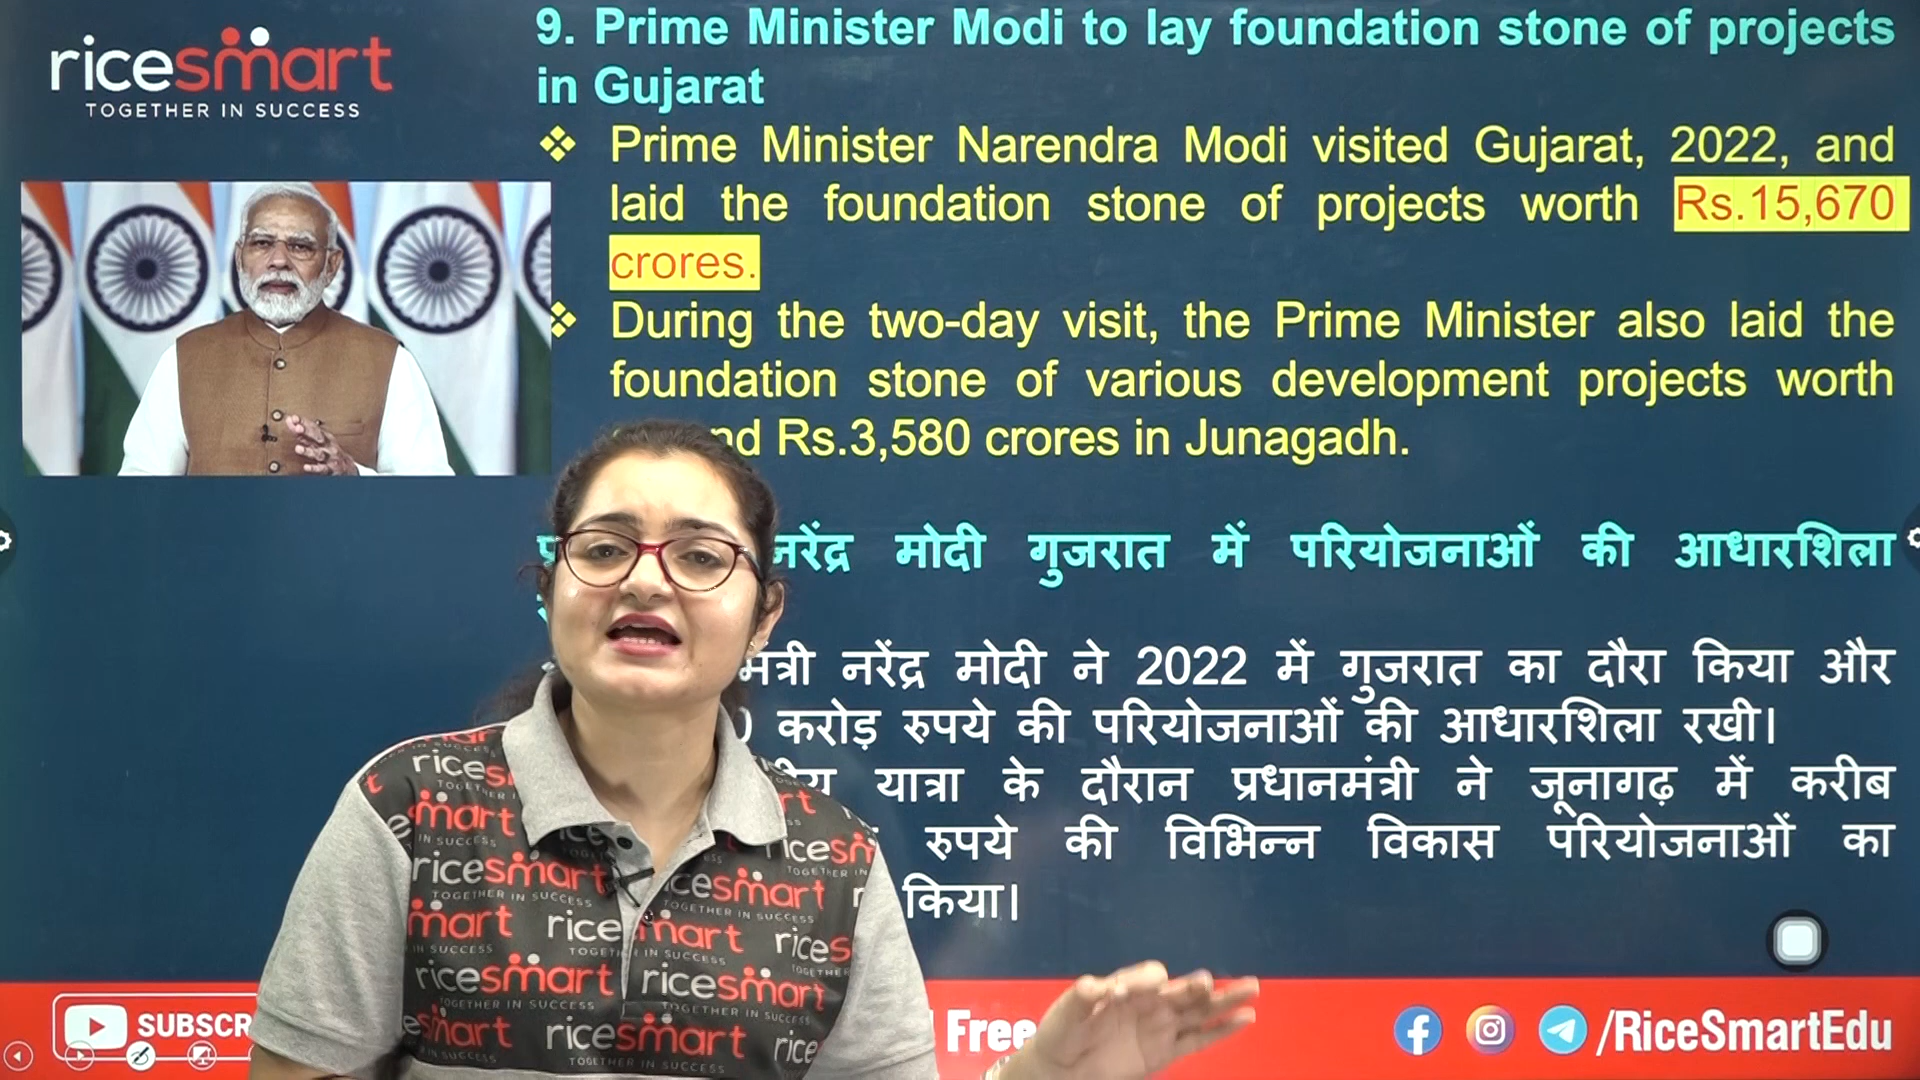 ricesmart
TOGETHER IN SUCCESS
9. Prime Minister Modi to lay foundation stone of projects
in Gujarat
❖ Prime Minister Narendra Modi visited Gujarat, 2022, and
laid the foundation stone of projects worth Rs.15,670
crores.
❖ During the two-day visit, the Prime Minister also laid the
foundation stone of various development projects worth
Rs.3,580 crores in Junagadh.
नरेंद्र मोदी गुजरात में परियोजनाओं की आधारशिला
नरेंद्र मोदी ने 2022 में गुजरात का दौरा किया और
करोड़ रुपये की परियोजनाओं की आधारशिला रखी।
यात्रा के दौरान प्रधानमंत्री ने जूनागढ़ में करीब
रुपये की विभिन्न विकास परियोजनाओं का
किया।
ricesmart
TOGETHER IN SUCCESS
Free
/RiceSmartEdu